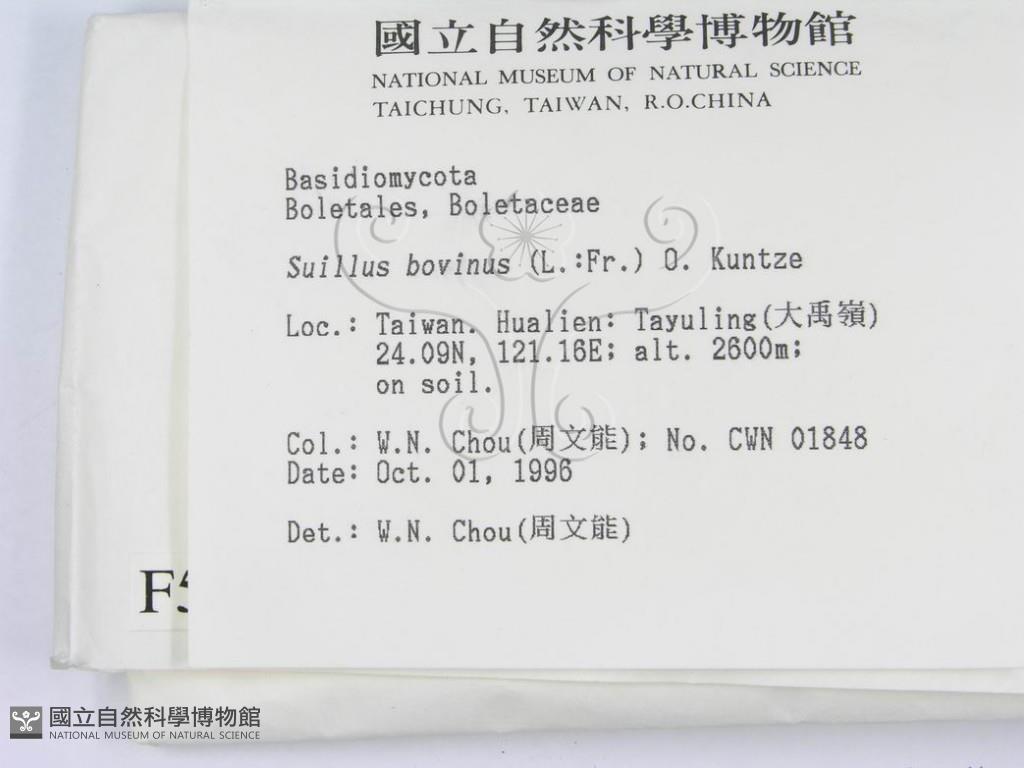 國立自然科學博物館
NATIONAL MUSEUM OF NATURAL SCIENCE
TAICHUNG, TAIWAN, R.O.CHINA
Basidiomycota
Boletales, Boletaceae
Suillus bovinus (L.:Fr.) O. Kuntze
Loc.: Taiwan. Hualien: Tayuling(大禹嶺)
24.09N, 121.16E; alt. 2600m;
on soil.
Col.: W.N. Chou(周文能); No. CWN 01848
Date: Oct. 01, 1996
Det.: W.N. Chou(周文能)
F5
國立自然科學博物館
NATIONAL MUSEUM OF NATURAL SCIENCE